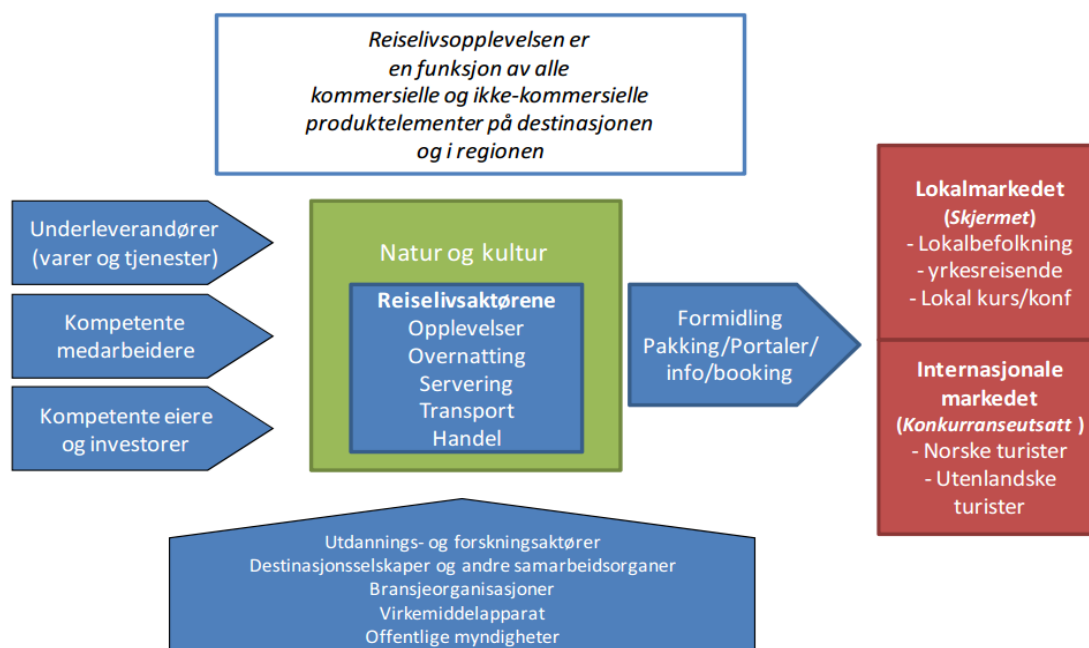 Reiselivsopplevelsen er
en funksjon av alle
kommersielle og ikke-kommersielle
produktelementer på destinasjonen
og i regionen
Underleverandører
(varer og tjenester)
Kompetente
medarbeidere
Kompetente eiere
og investorer
Natur og kultur
Reiselivsaktørene
Opplevelser
Overnatting
Servering
Transport
Handel
Formidling
Pakking/Portaler/
info/booking
Lokalmarkedet
(Skjermet)
- Lokalbefolkning
- yrkesreisende
- Lokal kurs/konf
Internasjonale
markedet
(Konkurranseutsatt )
- Norske turister
- Utenlandske
turister
Utdannings- og forskningsaktører
Destinasjonsselskaper og andre samarbeidsorganer
Bransjeorganisasjoner
Virkemiddelapparat
Offentlige myndigheter